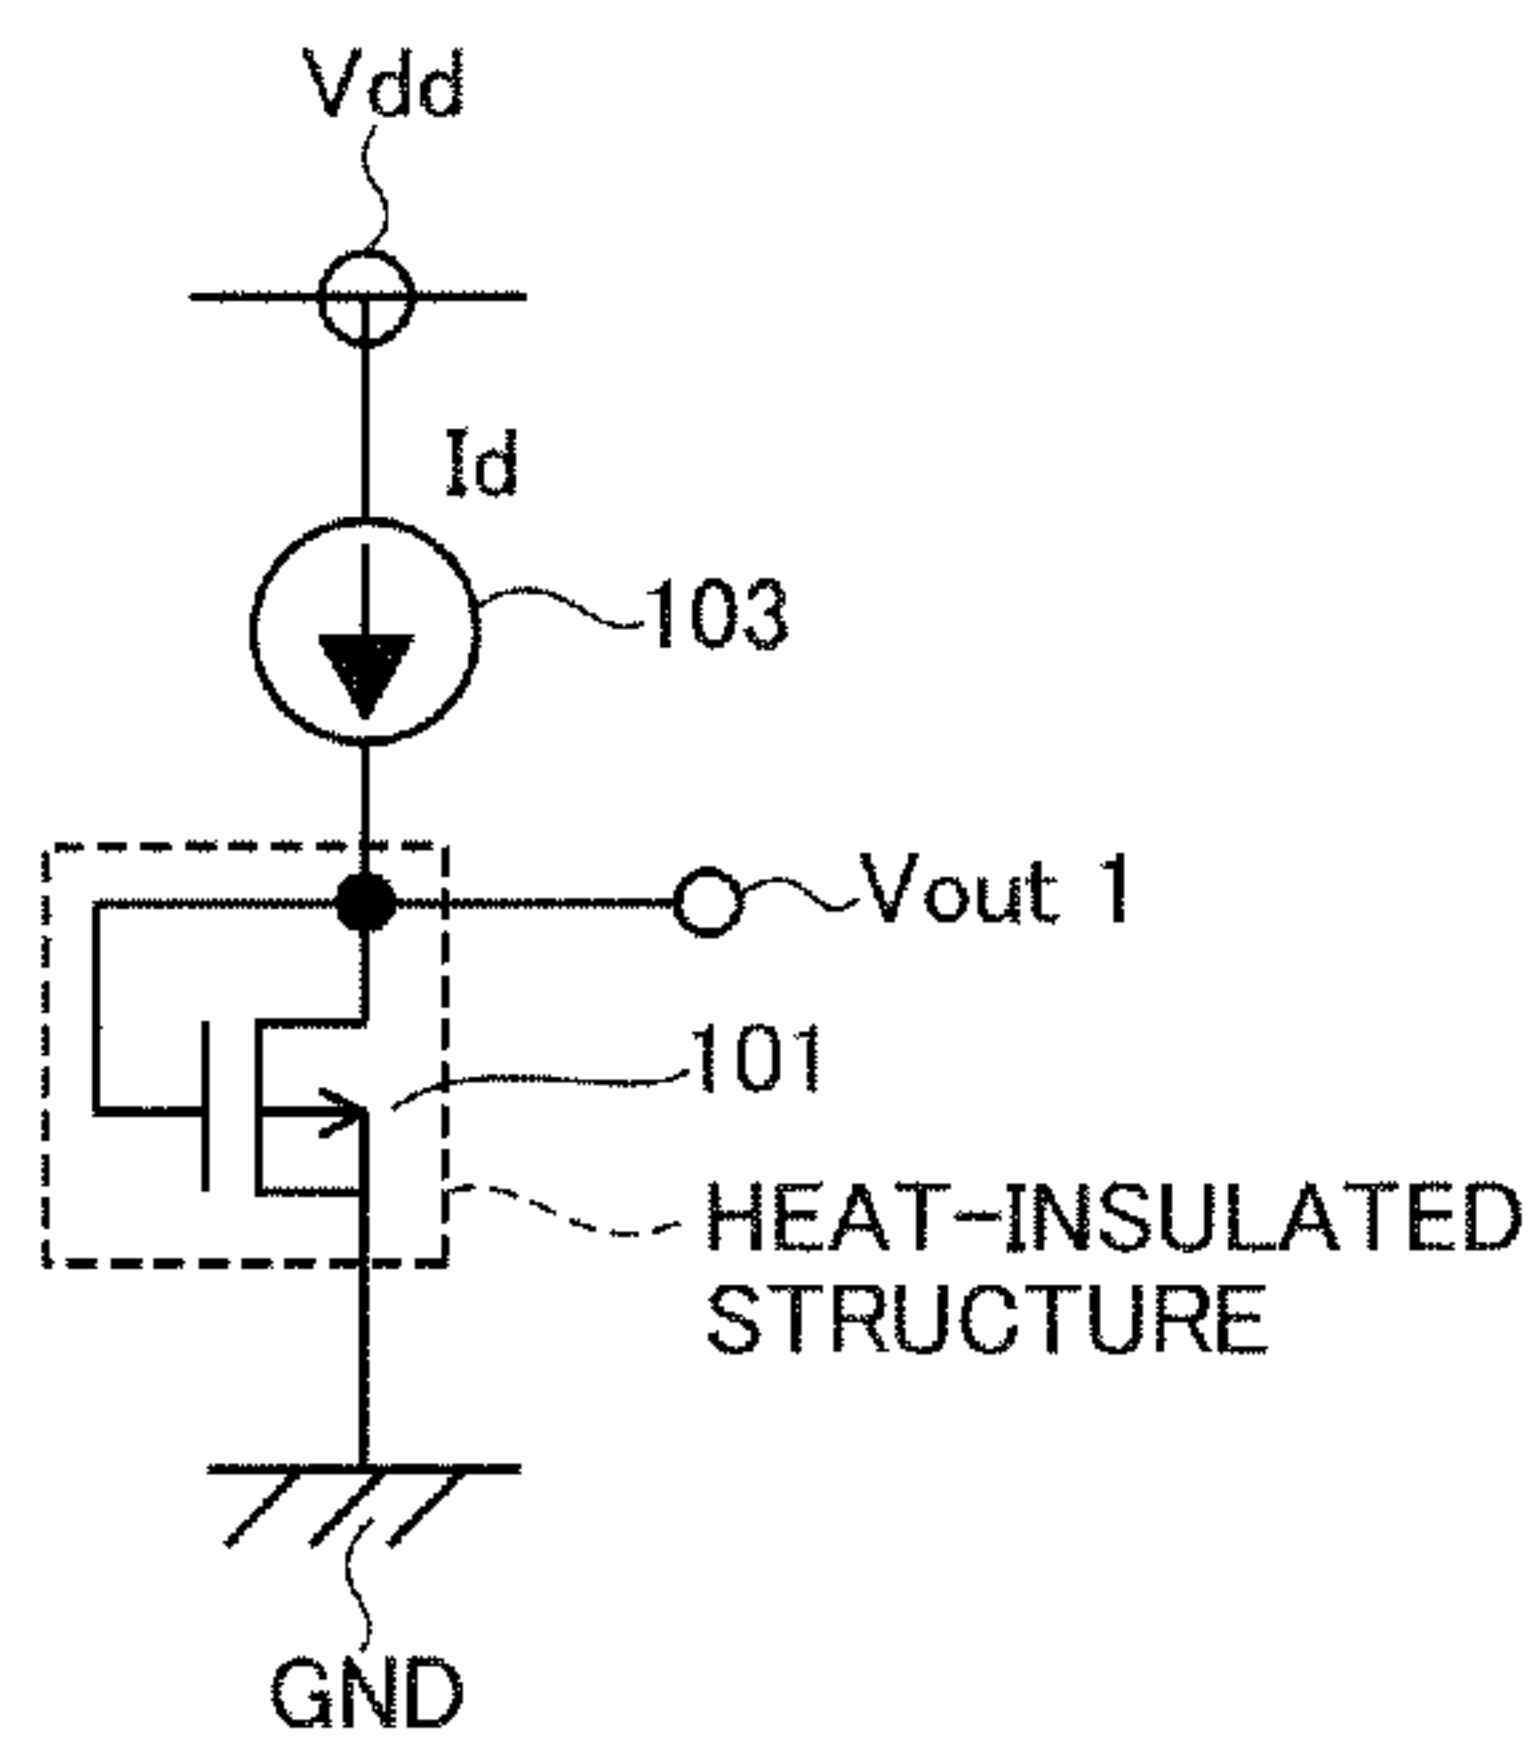 Vdd
Id
103
Vout 1
101
HEAT-INSULATED
STRUCTURE
GND